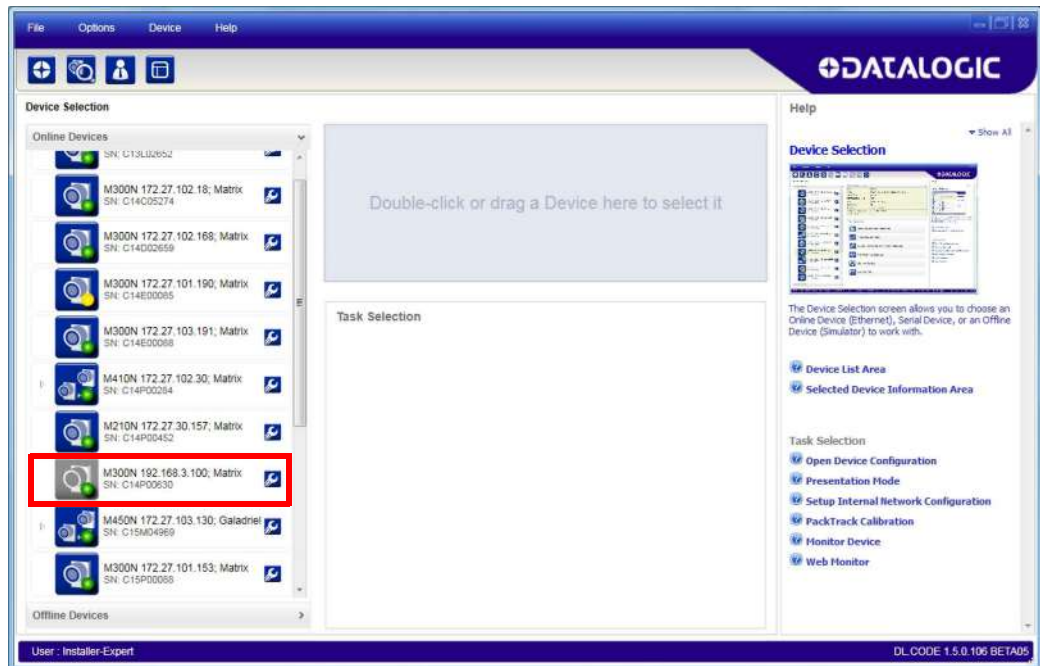 File Options Device Help
DATALOGIC
Device Selection
Online Devices
SN: C13L02652
M300N 172.27.102.18; Matrix
SN: C14C05274
M300N 172.27.102.168; Matrix
SN: C14D02659
M300N 172.27.101.190; Matrix
SN: C14E00065
M300N 172.27.103.191; Matrix
SN: C14E00068
M410N 172.27.102.30; Matrix
SN: C14P00284
M210N 172.27.30.157; Matrix
SN: C14P00452
M300N 192.168.3.100; Matrix
SN: C14P00630
M450N 172.27.103.130; Galadriel
SN: C15M04969
M300N 172.27.101.153; Matrix
SN: C15P00068
Offline Devices
Double-click or drag a Device here to select it
Task Selection
Help
Show All
Device Selection
The Device Selection screen allows you to choose an
Online Device (Ethernet), Serial Device, or an Offline
Device (Simulator) to work with.
Device List Area
Selected Device Information Area
Task Selection
Open Device Configuration
Presentation Mode
Setup Internal Network Configuration
PackTrack Calibration
Monitor Device
Web Monitor
User : Installer-Expert
DL.CODE 1.5.0.106 BETA05